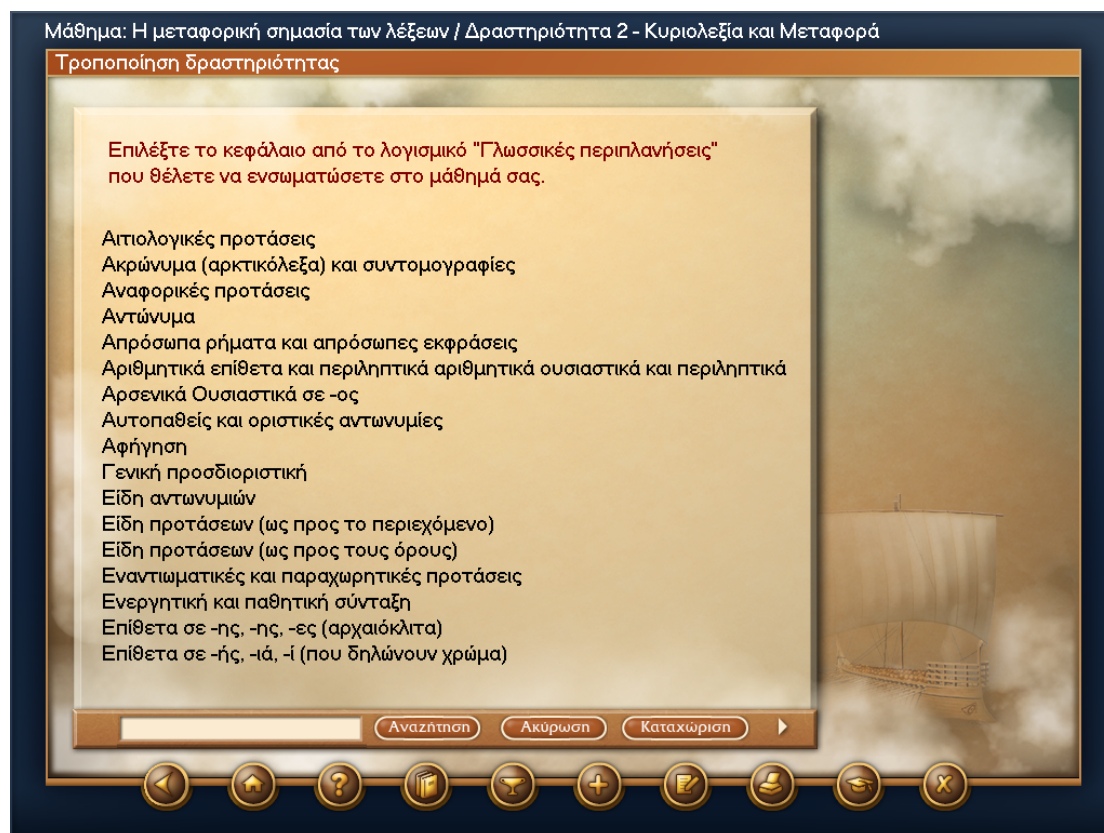 Μάθημα: Η μεταφορική σημασία των λέξεων / Δραστηριότητα 2 - Κυριολεξία και Μεταφορά
Τροποποίηση δραστηριότητας
Επιλέξτε το κεφάλαιο από το λογισμικό "Γλωσσικές περιπλανήσεις"
που θέλετε να ενσωματώσετε στο μάθημά σας.
Αιτιολογικές προτάσεις
Ακρώνυμα (αρκτικόλεξα) και συντομογραφίες
Αναφορικές προτάσεις
Αντώνυμα
Απρόσωπα ρήματα και απρόσωπες εκφράσεις
Αριθμητικά επίθετα και περιληπτικά αριθμητικά ουσιαστικά και περιληπτικά
Αρσενικά Ουσιαστικά σε -ος
Αυτοπαθείς και οριστικές αντωνυμίες
Αφήγηση
Γενική προσδιοριστική
Είδη αντωνυμιών
Είδη προτάσεων (ως προς το περιεχόμενο)
Είδη προτάσεων (ως προς τους όρους)
Εναντιωματικές και παραχωρητικές προτάσεις
Ενεργητική και παθητική σύνταξη
Επίθετα σε -ης, -ης, -ες (αρχαιόκλιτα)
Επίθετα σε -ής, -ιά, -ί (που δηλώνουν χρώμα)
Αναζήτηση Ακύρωση Καταχώριση